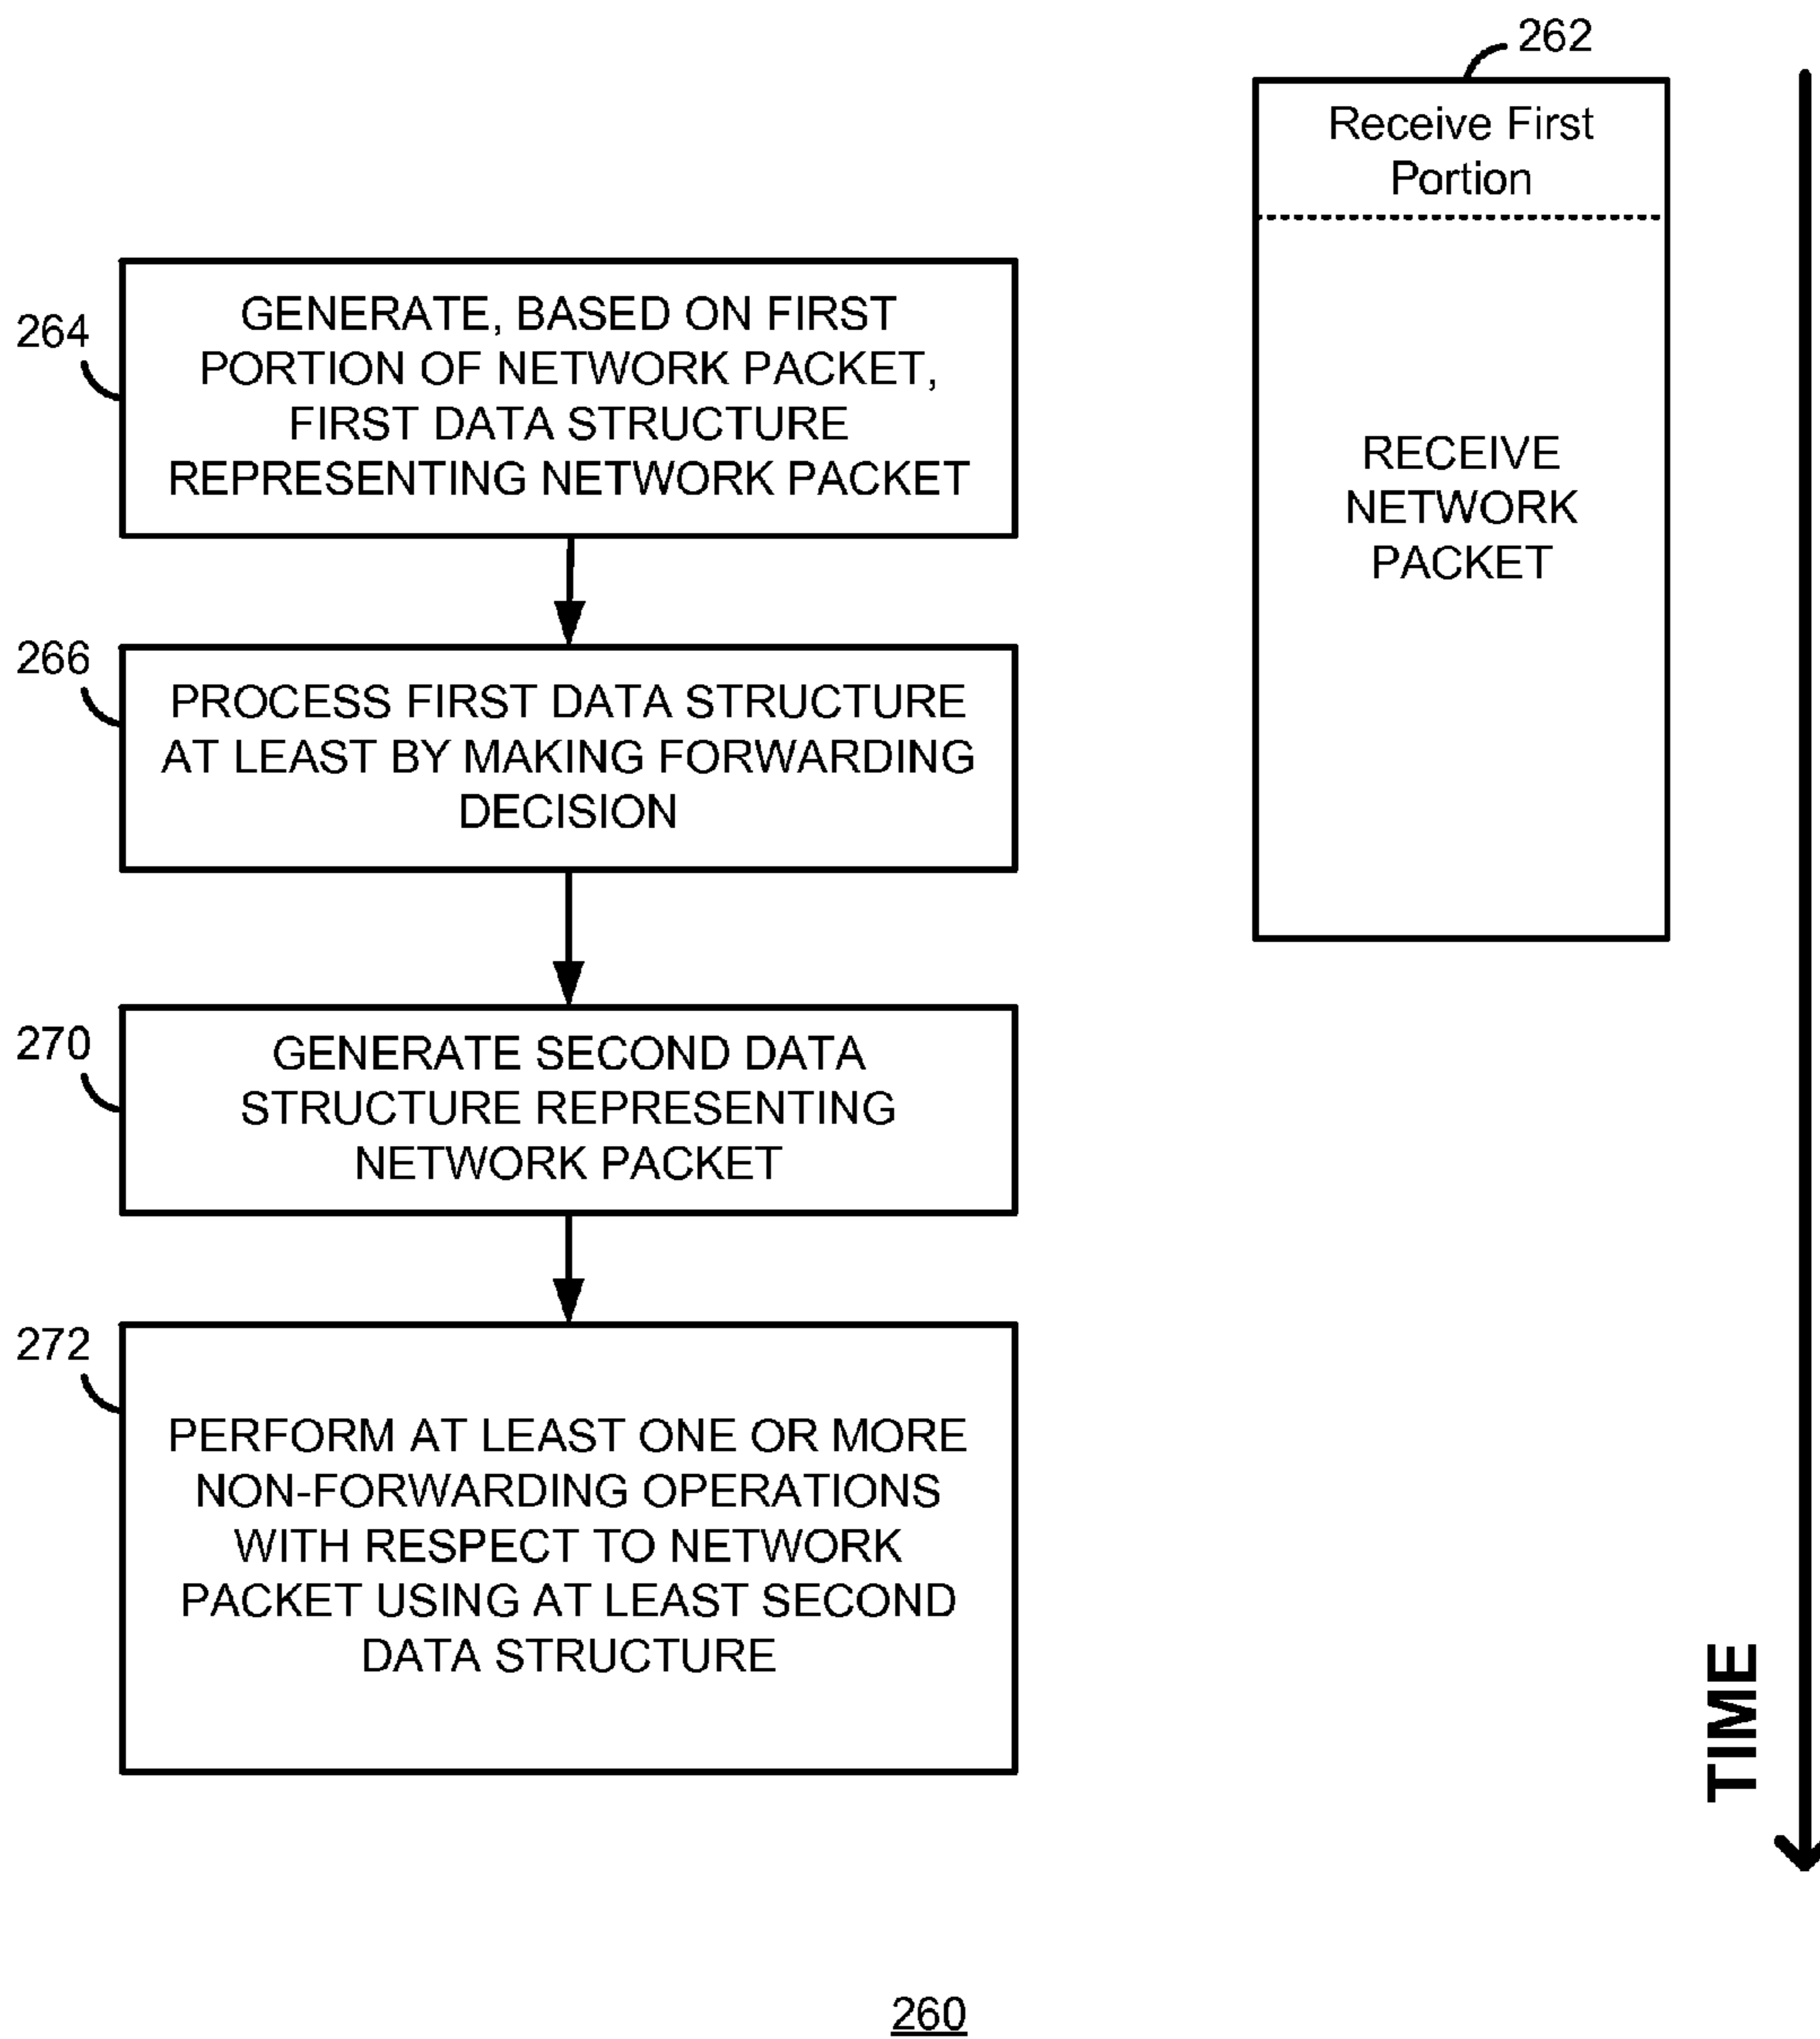 262
Receive First
Portion
RECEIVE
NETWORK
PACKET
264
GENERATE, BASED ON FIRST
PORTION OF NETWORK PACKET,
FIRST DATA STRUCTURE
REPRESENTING NETWORK PACKET
266
PROCESS FIRST DATA STRUCTURE
AT LEAST BY MAKING FORWARDING
DECISION
270
GENERATE SECOND DATA
STRUCTURE REPRESENTING
NETWORK PACKET
272
PERFORM AT LEAST ONE OR MORE
NON-FORWARDING OPERATIONS
WITH RESPECT TO NETWORK
PACKET USING AT LEAST SECOND
DATA STRUCTURE
TIME
260